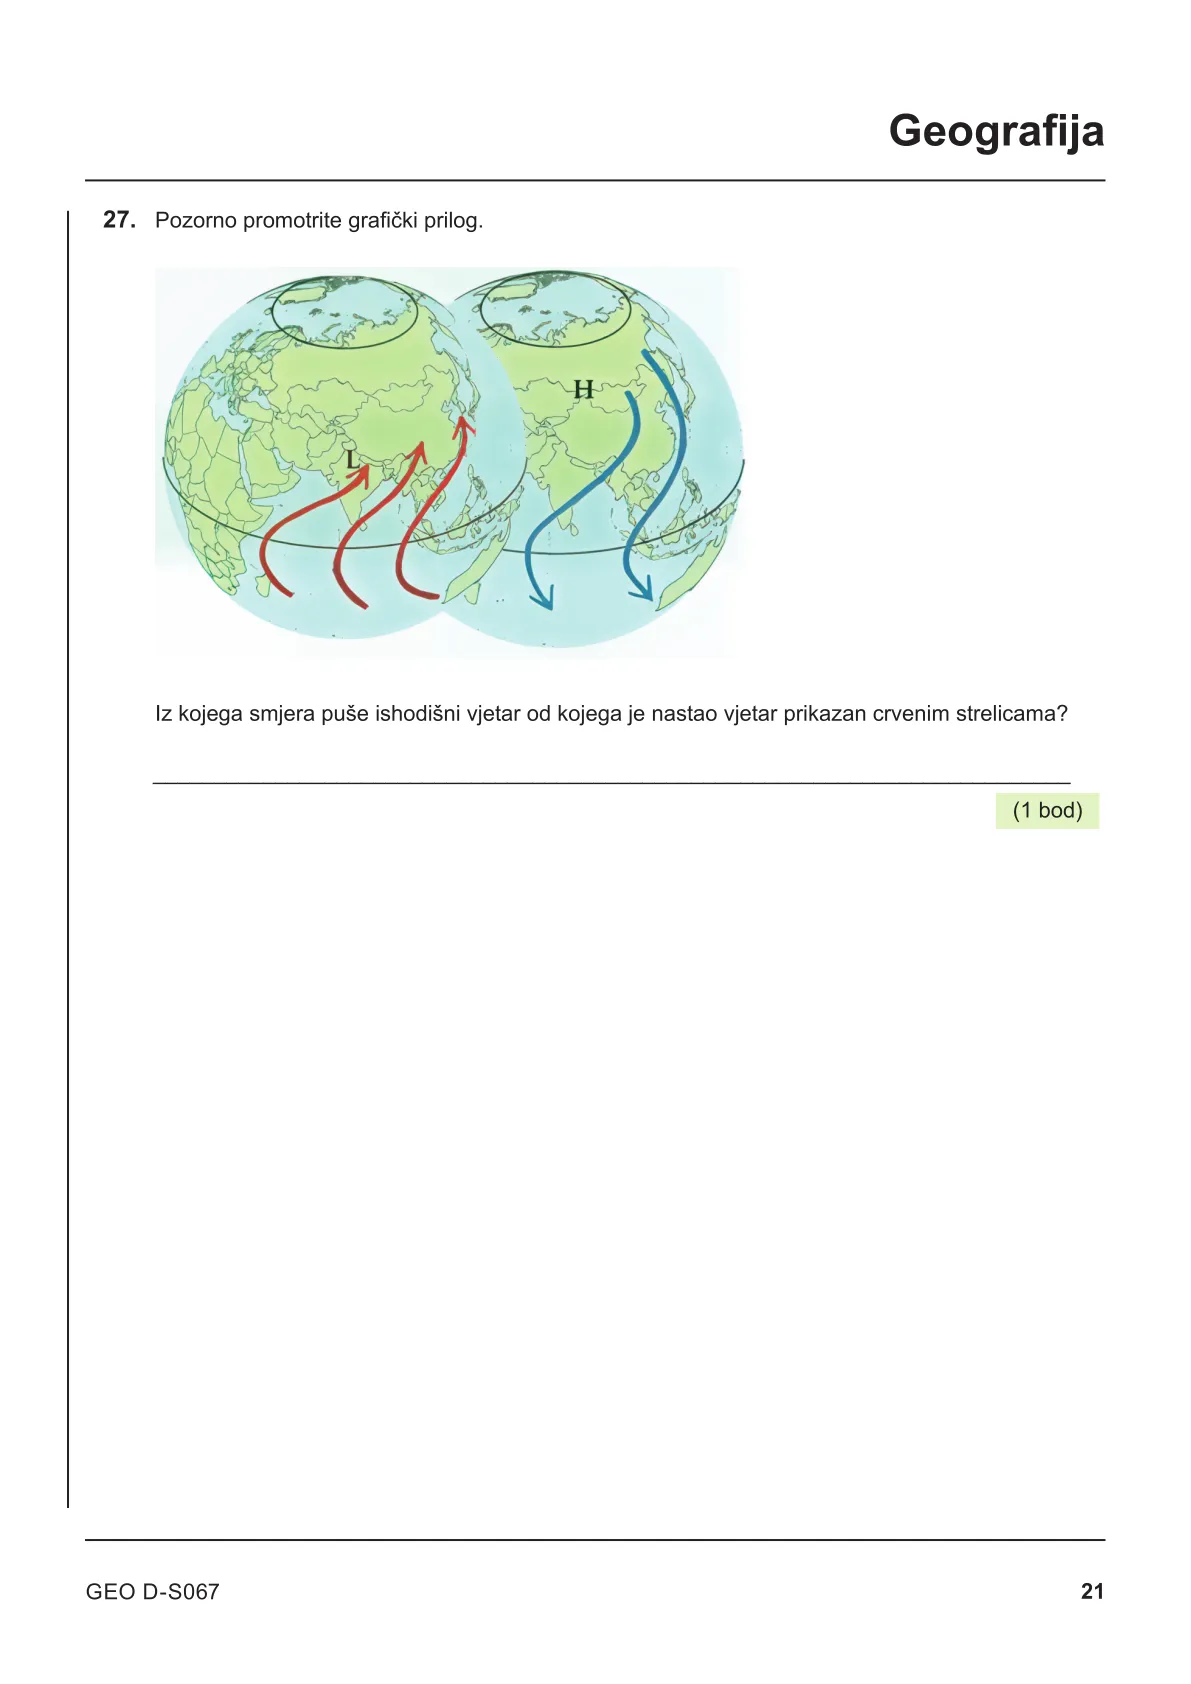 Geografija
27. Pozorno promotrite grafički prilog.
L
H
Iz kojega smjera puše ishodišni vjetar od kojega je nastao vjetar prikazan crvenim strelicama?
(1 bod)
GEO D-S067
21